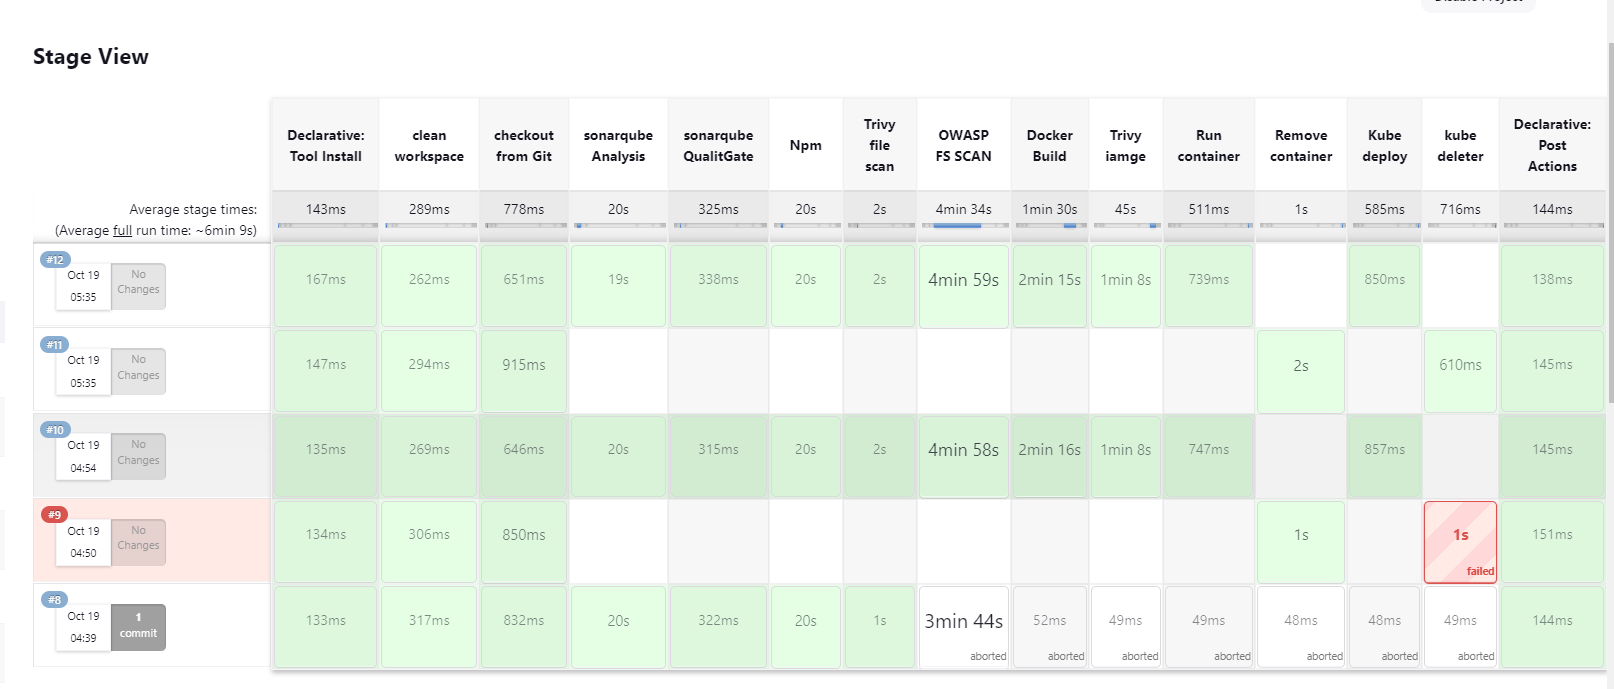 Disable Project
Stage View
Declarative: Tool Install
clean workspace
checkout from Git
sonarqube Analysis
sonarqube QualitGate
Npm
Trivy file scan
OWASP FS SCAN
Docker Build
Trivy iamge
Run container
Remove container
Kube deploy
kube deleter
Declarative: Post Actions
Average stage times:
(Average full run time: ~6min 9s)
143ms 289ms 778ms 20s 325ms 20s 2s 4min 34s 1min 30s 45s 511ms 1s 585ms 716ms 144ms
#12
Oct 19
05:35
No Changes
167ms 262ms 651ms 19s 338ms 20s 2s 4min 59s 2min 15s 1min 8s 739ms 850ms 138ms
#11
Oct 19
05:35
No Changes
147ms 294ms 915ms 2s 610ms 145ms
#10
Oct 19
04:54
No Changes
135ms 269ms 646ms 20s 315ms 20s 2s 4min 58s 2min 16s 1min 8s 747ms 857ms 145ms
#9
Oct 19
04:50
No Changes
134ms 306ms 850ms 1s 1s 151ms
failed
#8
Oct 19
04:39
1 commit
133ms 317ms 832ms 20s 322ms 20s 1s 3min 44s 52ms 49ms 49ms 48ms 48ms 49ms 144ms
aborted aborted aborted aborted aborted aborted aborted